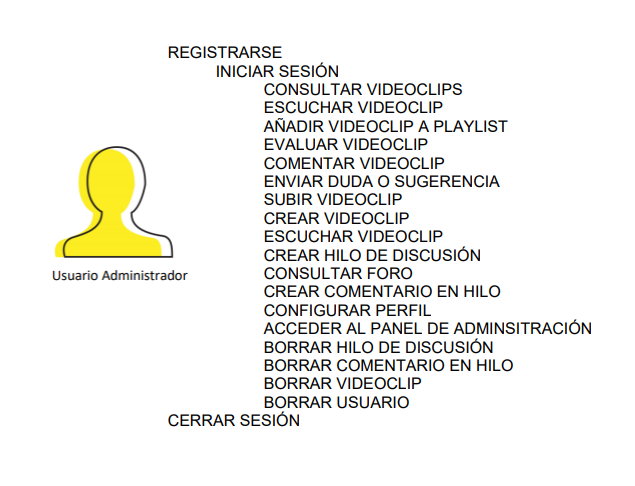 REGISTRARSE
INICIAR SESIÓN
CONSULTAR VIDEOCLIPS
ESCUCHAR VIDEOCLIP
AÑADIR VIDEOCLIP A PLAYLIST
EVALUAR VIDEOCLIP
COMENTAR VIDEOCLIP
ENVIAR DUDA O SUGERENCIA
SUBIR VIDEOCLIP
CREAR VIDEOCLIP
ESCUCHAR VIDEOCLIP
CREAR HILO DE DISCUSIÓN
CONSULTAR FORO
CREAR COMENTARIO EN HILO
CONFIGURAR PERFIL
ACCEDER AL PANEL DE ADMINSITRACIÓN
BORRAR HILO DE DISCUSIÓN
BORRAR COMENTARIO EN HILO
BORRAR VIDEOCLIP
BORRAR USUARIO
CERRAR SESIÓN
Usuario Administrador